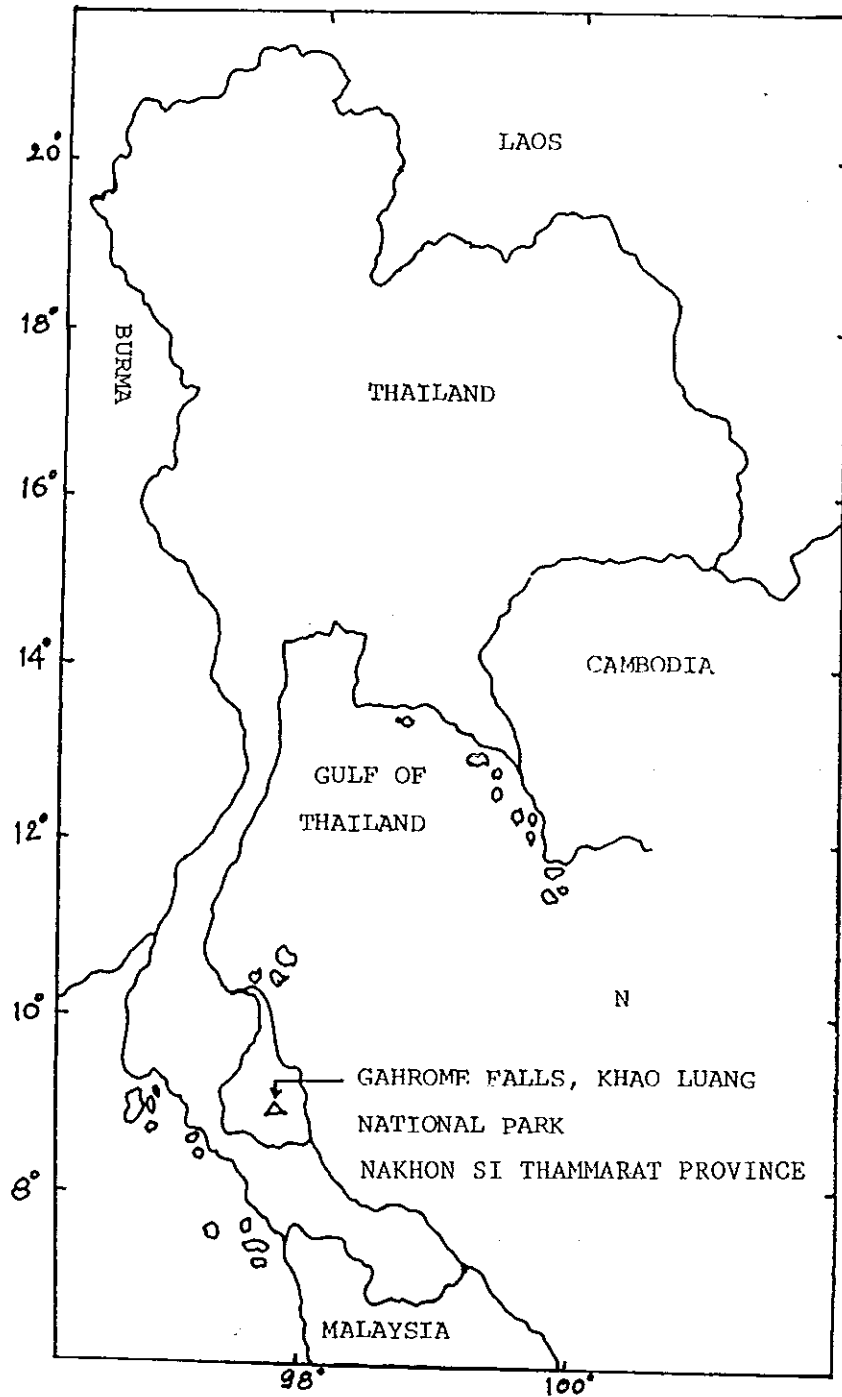 LAOS
20°
BURMA
18°
THAILAND
16°
14°
CAMBODIA
GULF OF
THAILAND
12°
10°
N
GAHROME FALLS, KHAO LUANG
NATIONAL PARK
NAKHON SI THAMMARAT PROVINCE
8°
MALAYSIA
98°
100°